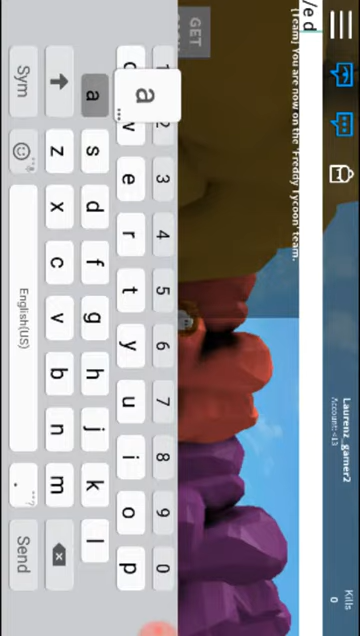 Laurenz_gamer2
Account: <13
Kills
0
/e d
[Team] You are now on the 'Freddy Tycoon' team.
GET
1 2 3 4 5 6 7 8 9 0
q w e r t y u i o p
a
a s d f g h j k l
z x c v b n m
Sym
English(US)
.
Send